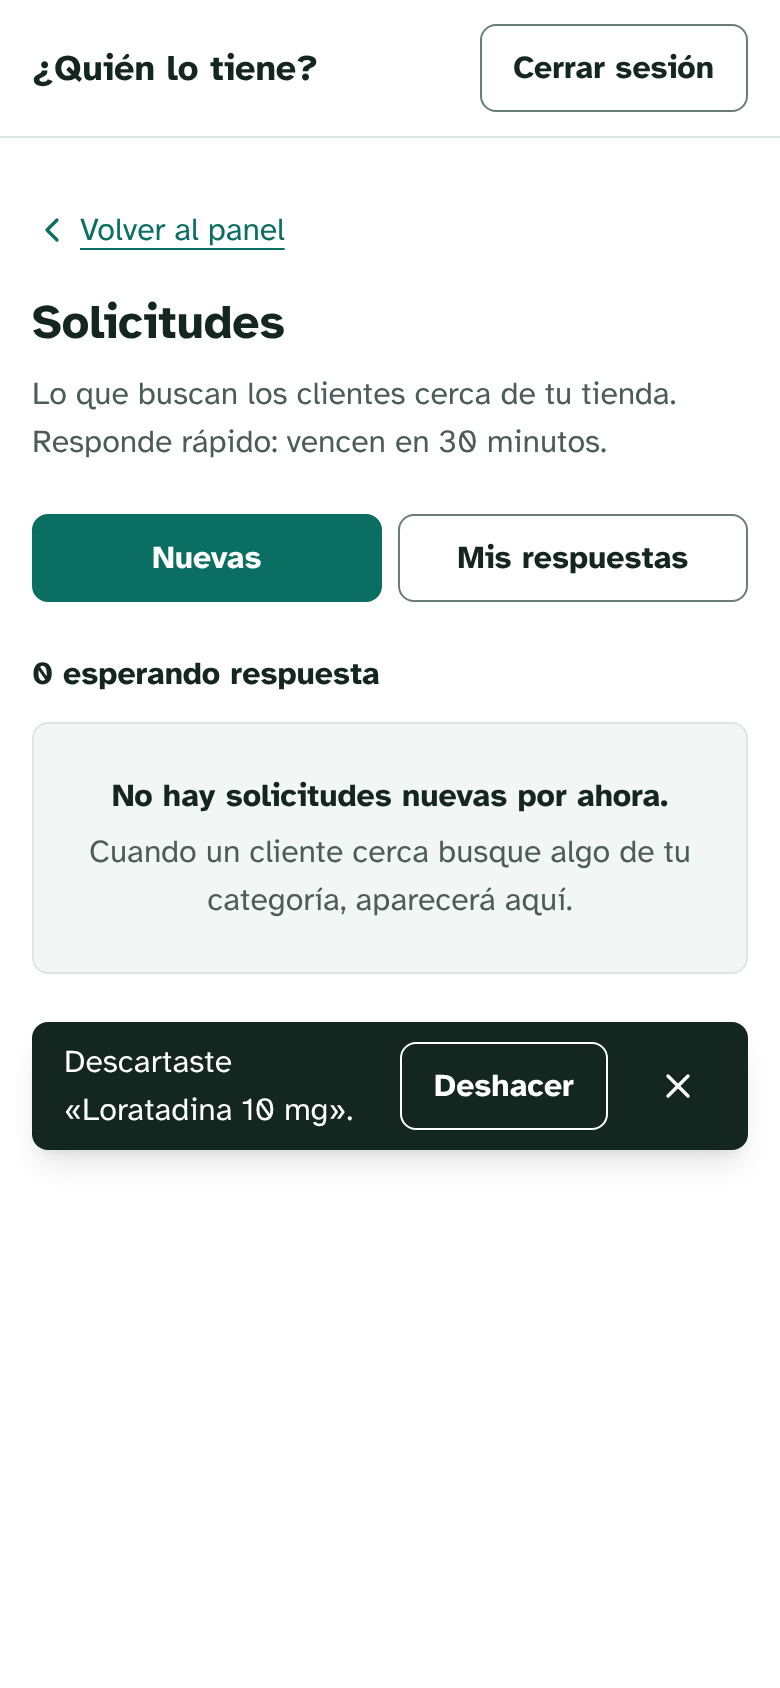 ¿Quién lo tiene?
Cerrar sesión
Volver al panel
Solicitudes
Lo que buscan los clientes cerca de tu tienda.
Responde rápido: vencen en 30 minutos.
Nuevas
Mis respuestas
0 esperando respuesta
No hay solicitudes nuevas por ahora.
Cuando un cliente cerca busque algo de tu
categoría, aparecerá aquí.
Descartaste
«Loratadina 10 mg».
Deshacer